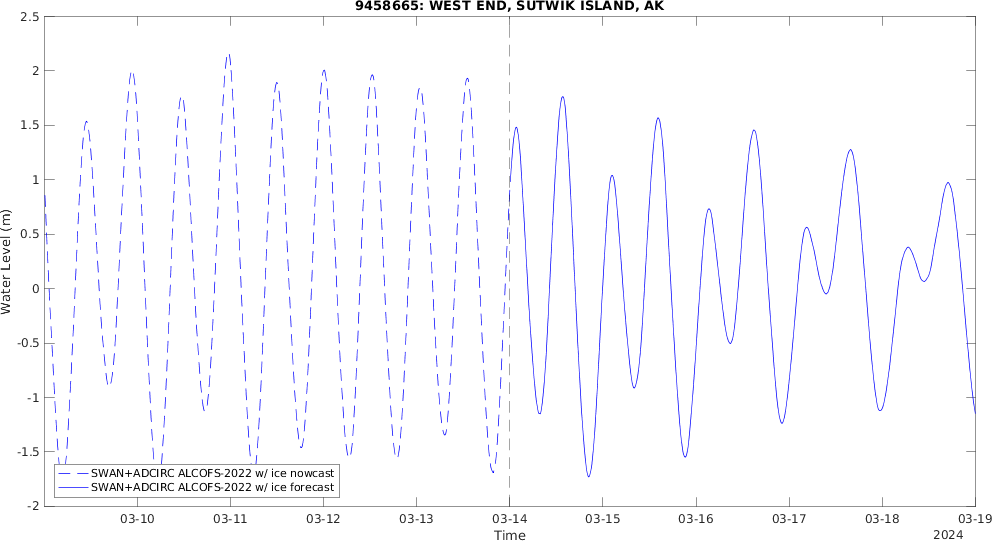 9458665: WEST END, SUTWIK ISLAND, AK
2.5
2
1.5
1
0.5
0
-0.5
-1
-1.5
-2
Water Level (m)
SWAN+ADCIRC ALCOFS-2022 w/ ice nowcast
SWAN+ADCIRC ALCOFS-2022 w/ ice forecast
03-10 03-11 03-12 03-13 03-14 03-15 03-16 03-17 03-18 03-19
Time
2024